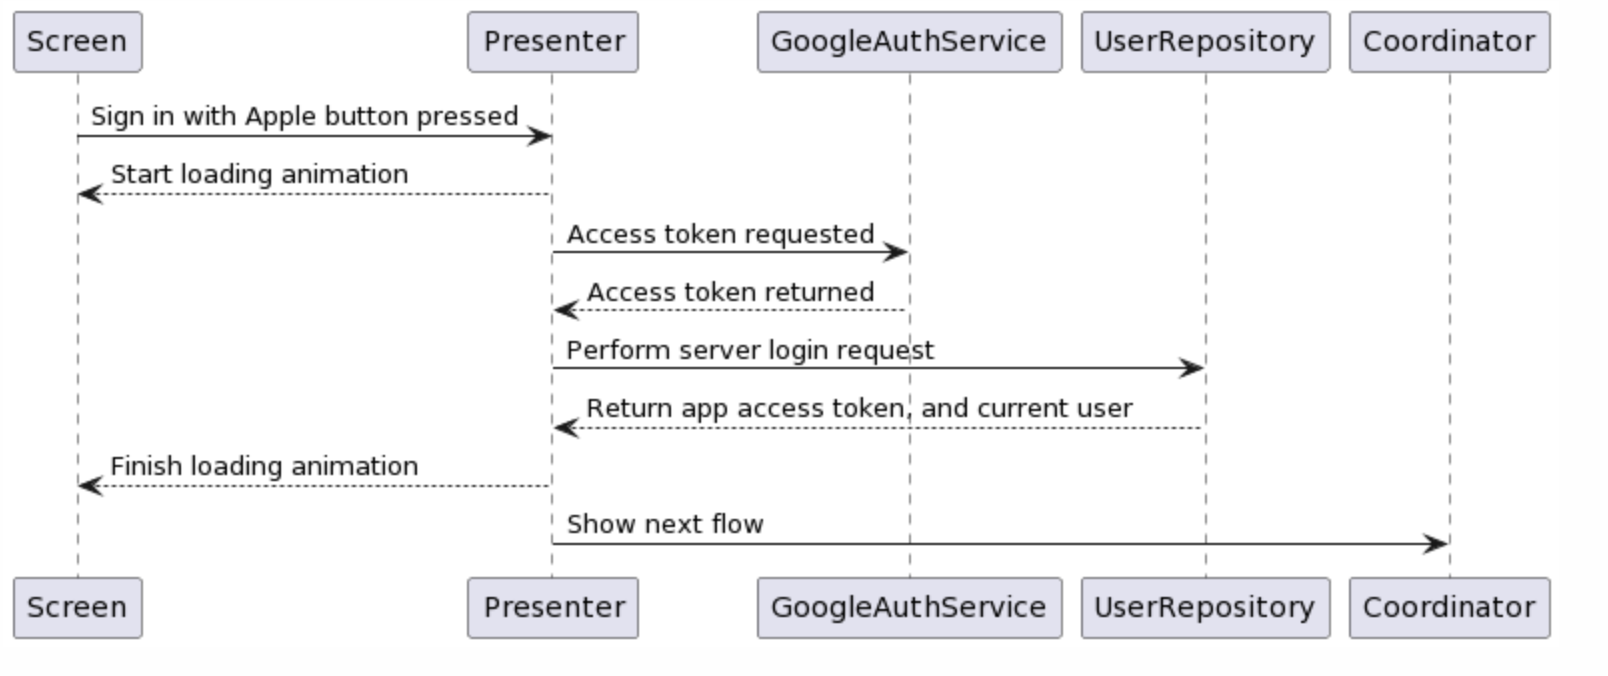 Screen
Presenter
GoogleAuthService
UserRepository
Coordinator
Sign in with Apple button pressed
Start loading animation
Access token requested
Access token returned
Perform server login request
Return app access token, and current user
Finish loading animation
Show next flow
Screen
Presenter
GoogleAuthService
UserRepository
Coordinator